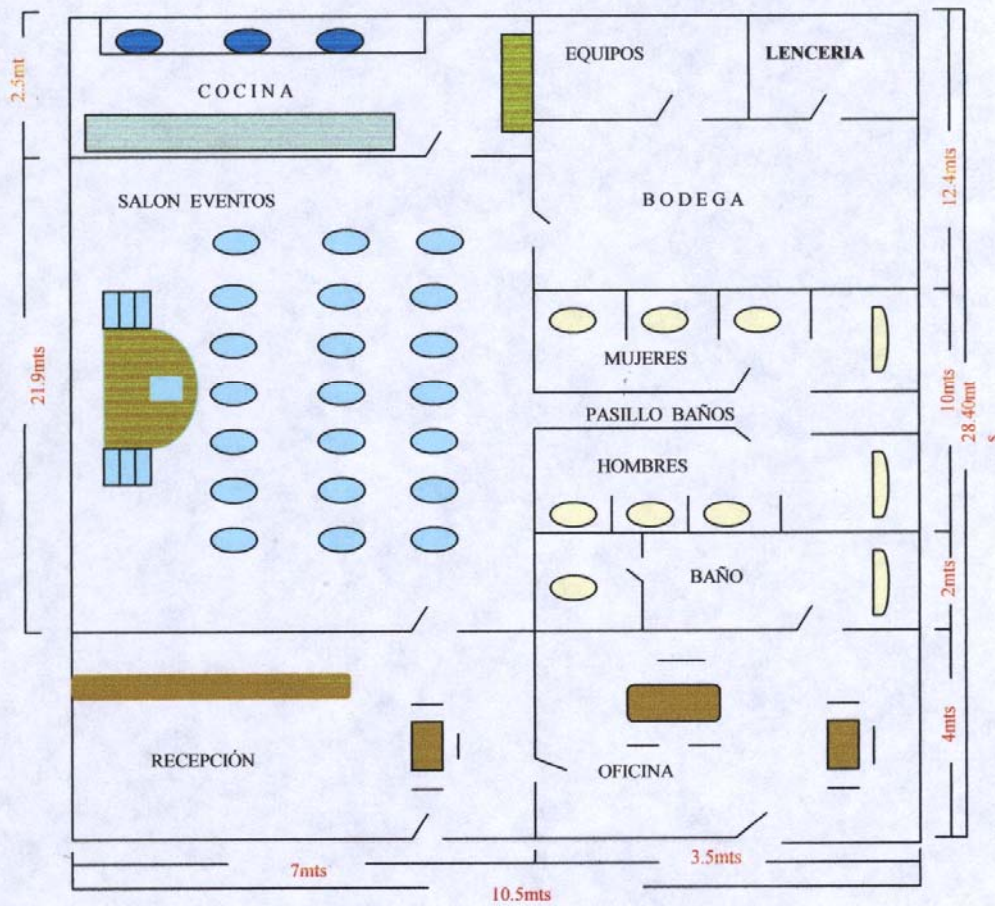 EQUIPOS
LENCERIA
2.5mt
COCINA
SALON EVENTOS
BODEGA
12.4mts
MUJERES
21.9mts
10mts
28.40mt
s
PASILLO BAÑOS
HOMBRES
BAÑO
2mts
RECEPCIÓN
OFICINA
4mts
7mts
3.5mts
10.5mts